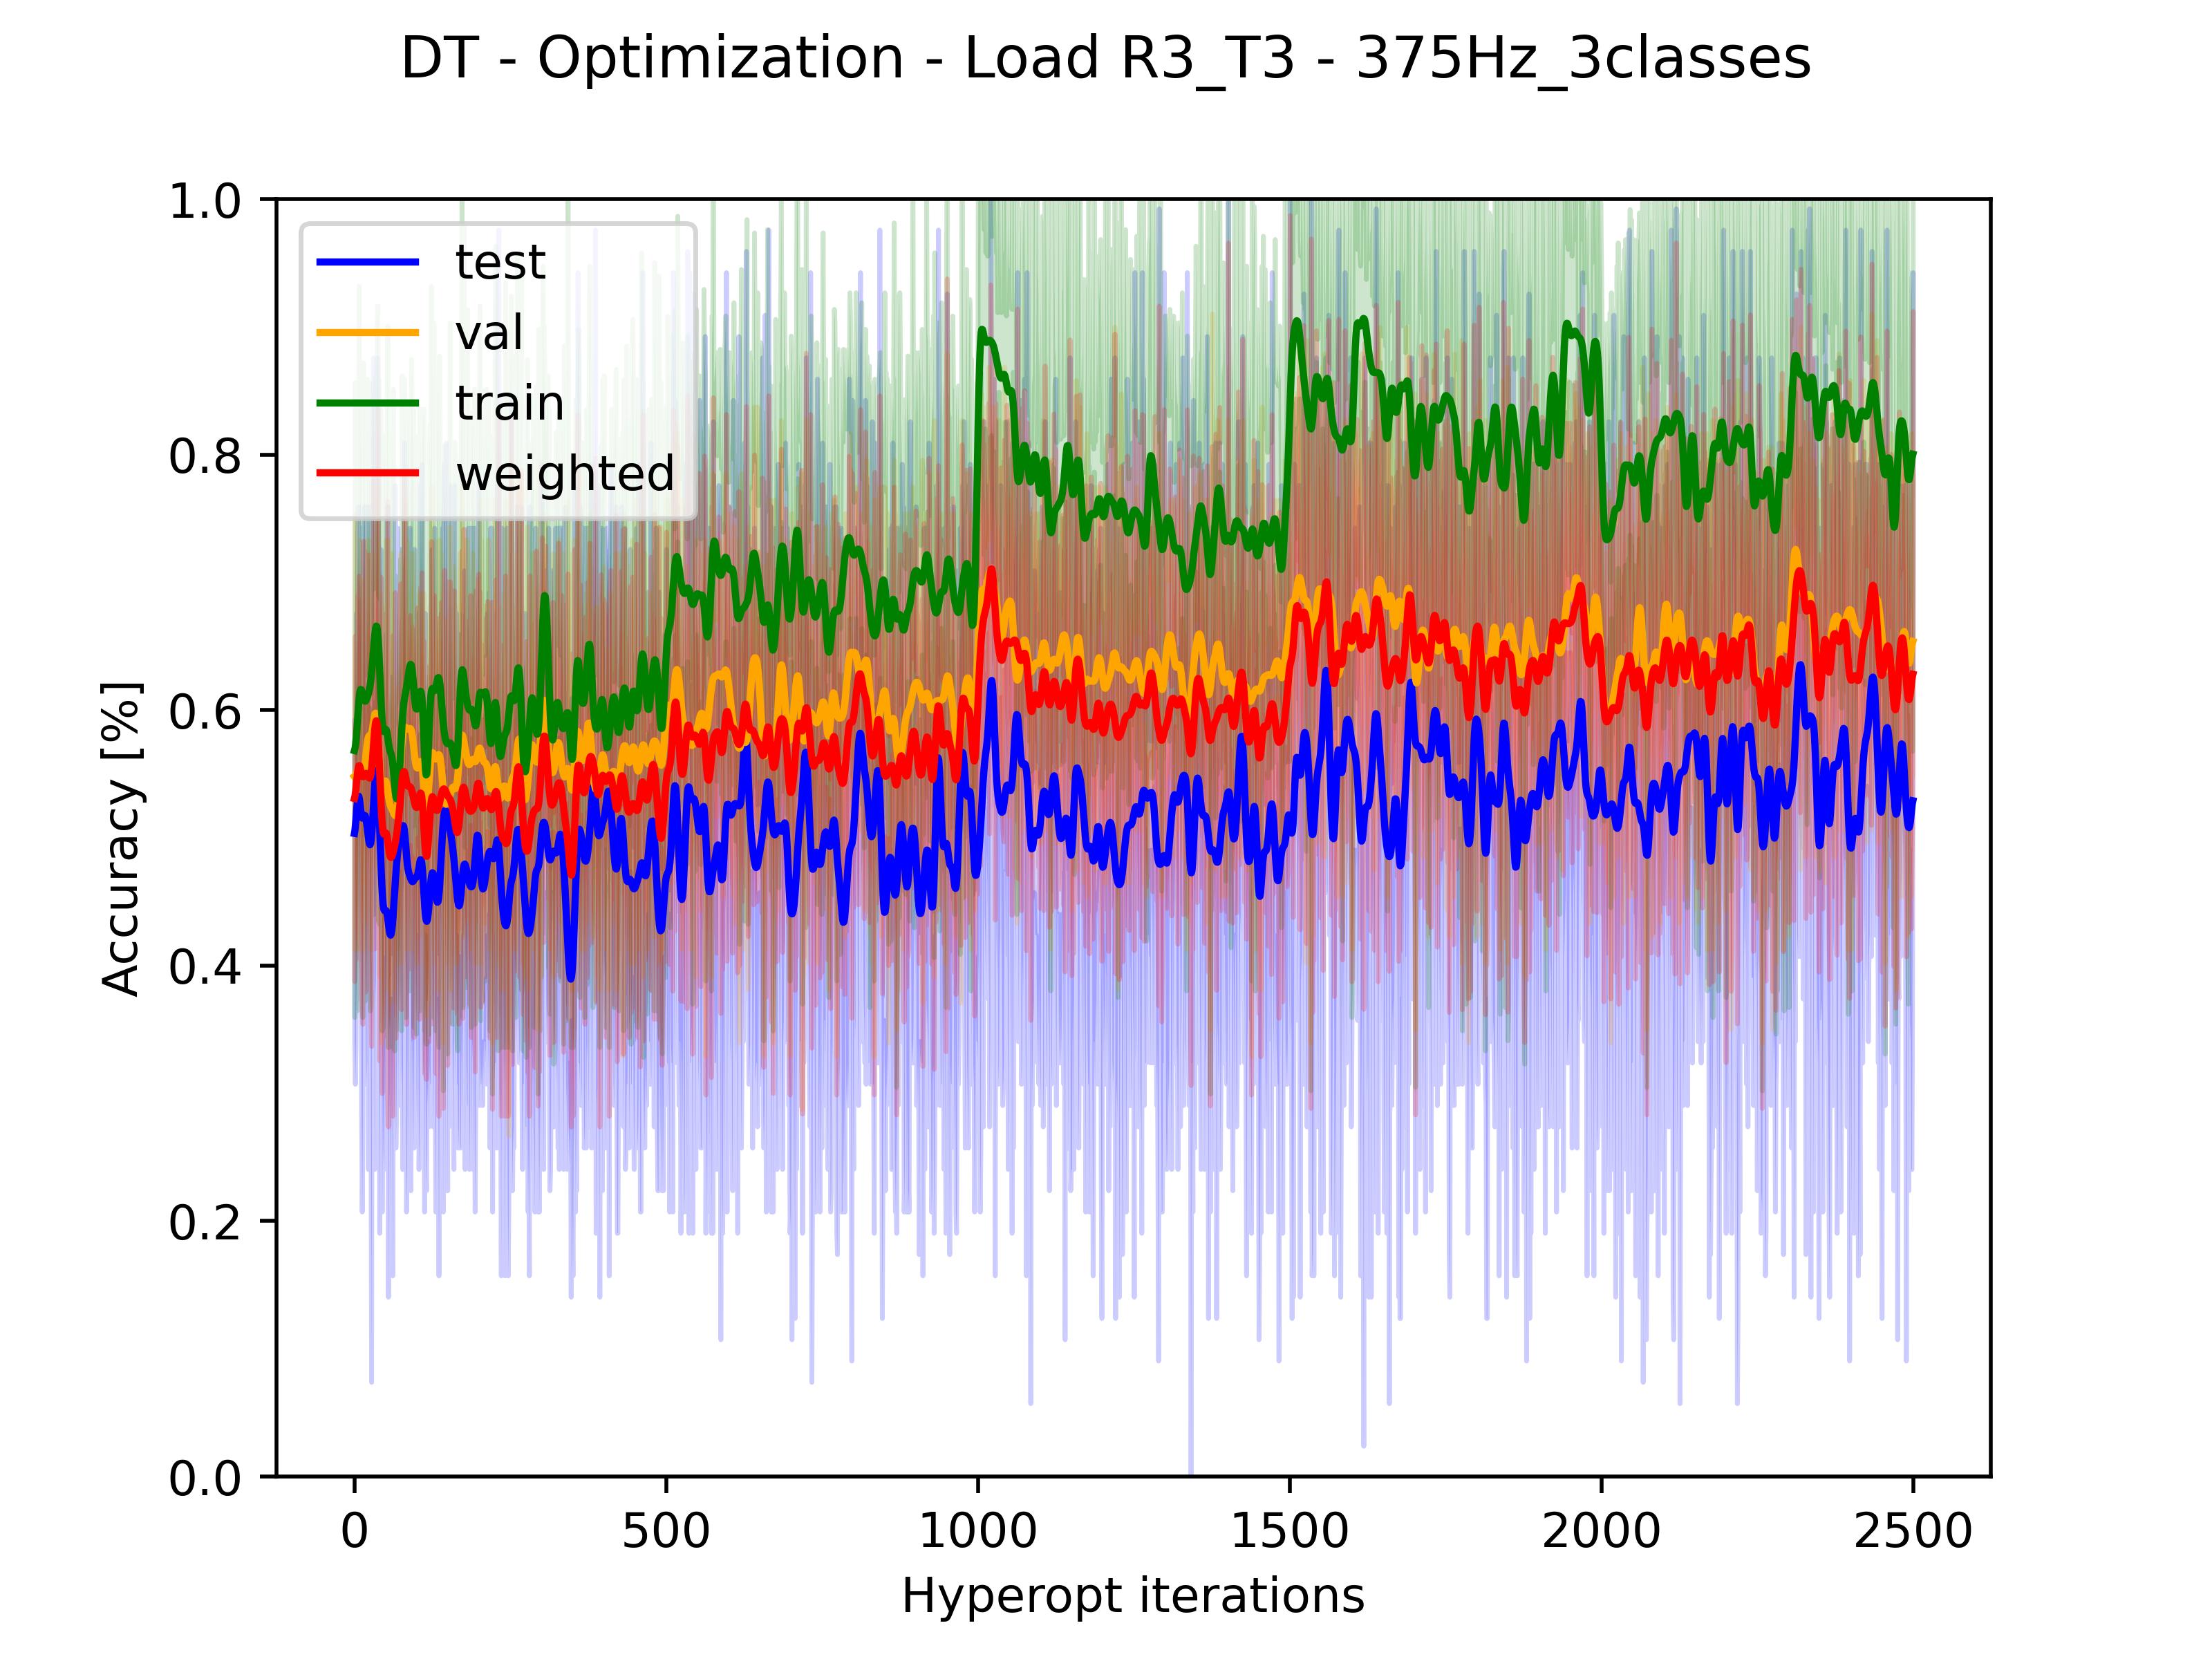 DT - Optimization - Load R3_T3 - 375Hz_3classes
1.0
0.8
0.6
0.4
0.2
0.0
Accuracy [%]
test
val
train
weighted
0 500 1000 1500 2000 2500
Hyperopt iterations